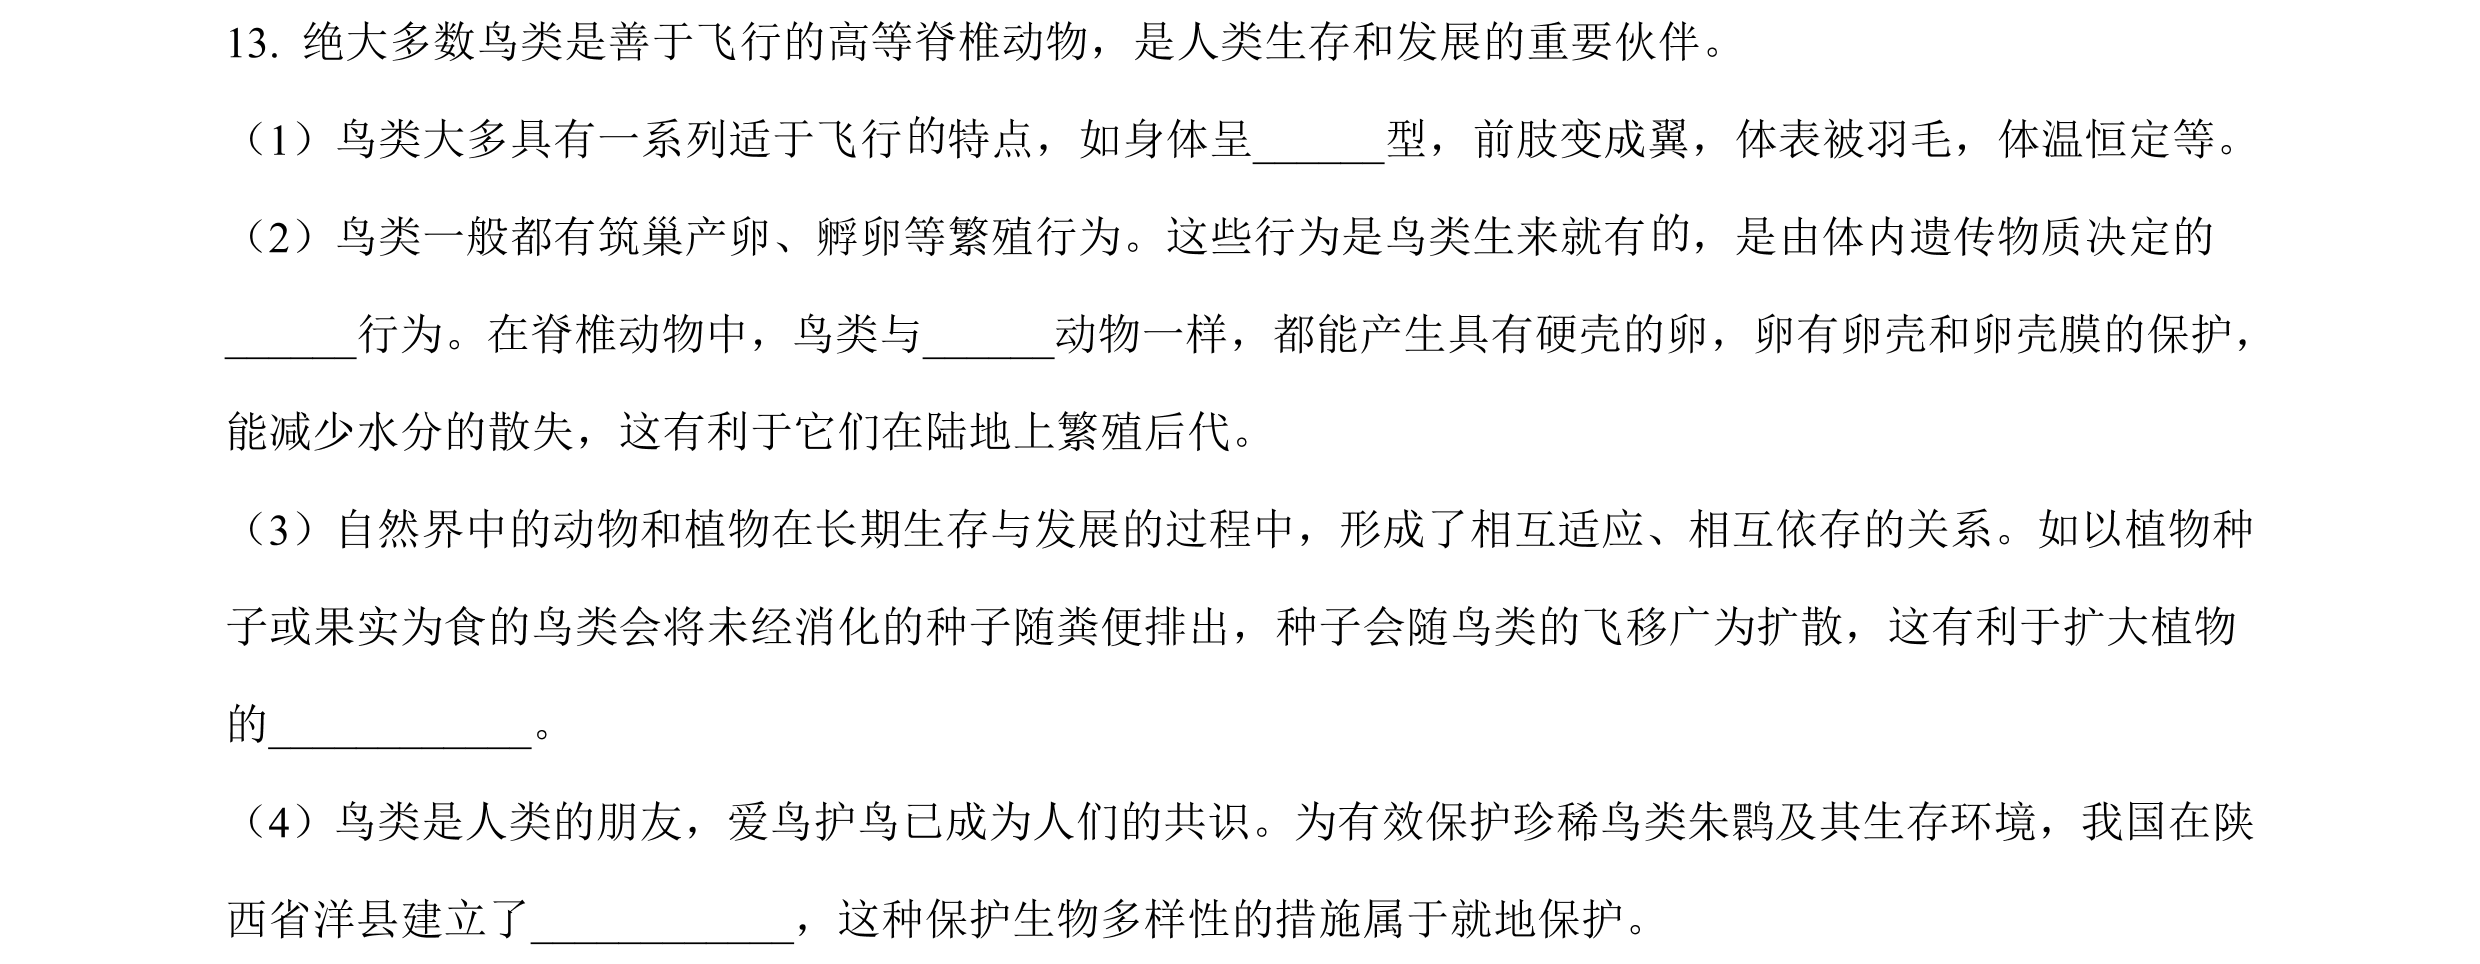 13. 绝大多数鸟类是善于飞行的高等脊椎动物，是人类生存和发展的重要伙伴。
（1）鸟类大多具有一系列适于飞行的特点，如身体呈______型，前肢变成翼，体表被羽毛，体温恒定等。
（2）鸟类一般都有筑巢产卵、孵卵等繁殖行为。这些行为是鸟类生来就有的，是由体内遗传物质决定的
______行为。在脊椎动物中，鸟类与______动物一样，都能产生具有硬壳的卵，卵有卵壳和卵壳膜的保护，
能减少水分的散失，这有利于它们在陆地上繁殖后代。
（3）自然界中的动物和植物在长期生存与发展的过程中，形成了相互适应、相互依存的关系。如以植物种
子或果实为食的鸟类会将未经消化的种子随粪便排出，种子会随鸟类的飞移广为扩散，这有利于扩大植物
的____________。
（4）鸟类是人类的朋友，爱鸟护鸟已成为人们的共识。为有效保护珍稀鸟类朱鹮及其生存环境，我国在陕
西省洋县建立了____________，这种保护生物多样性的措施属于就地保护。